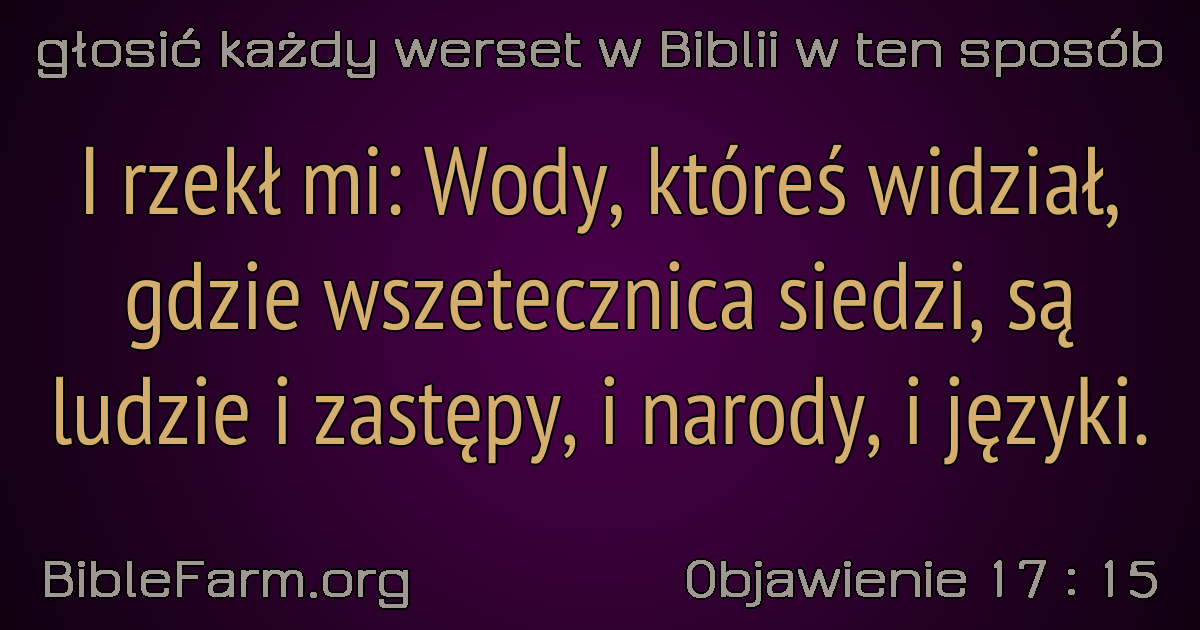 głosić każdy werset w Biblii w ten sposób
I rzekł mi: Wody, któreś widział,
gdzie wszetecznica siedzi, są
ludzie i zastępy, i narody, i języki.
BibleFarm.org
Objawienie 17 : 15